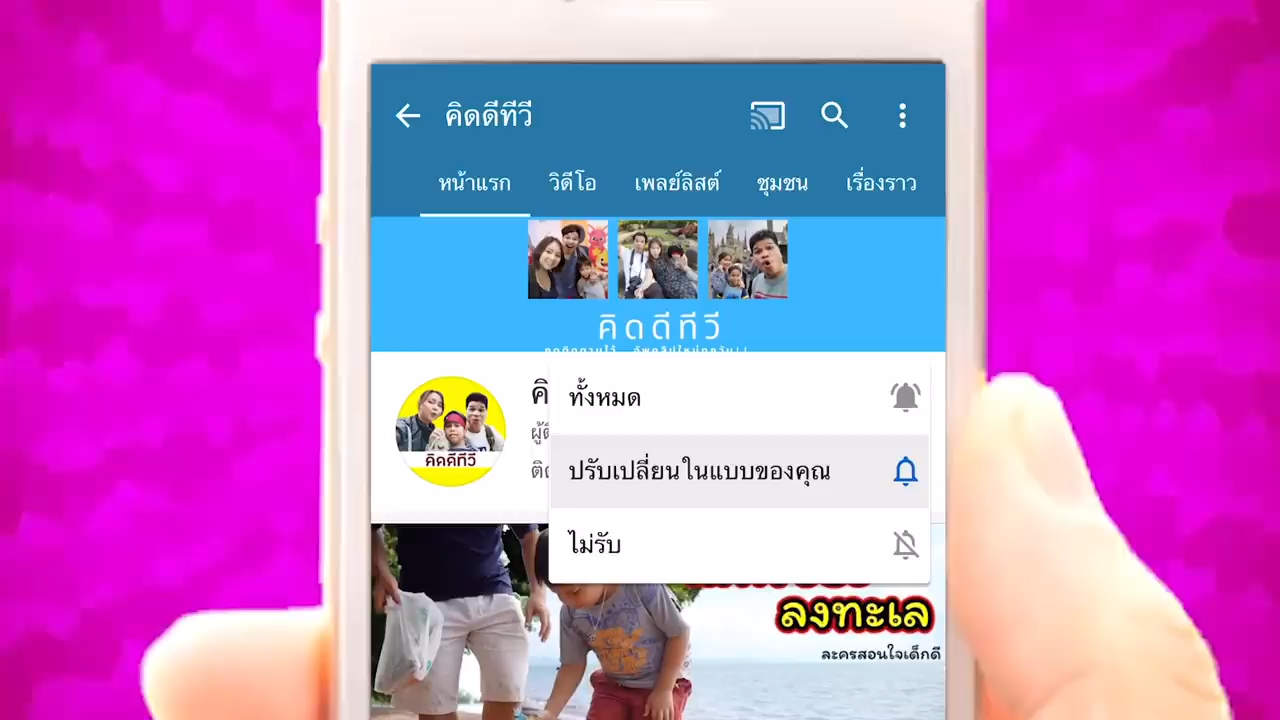 คิดดีทีวี
หน้าแรก วิดีโอ เพลย์ลิสต์ ชุมชน เรื่องราว
คิดดีทีวี
คิดดีทีวี
ทั้งหมด
ปรับเปลี่ยนในแบบของคุณ
ไม่รับ
ลงทะเล
ละครสอนใจเด็กดี